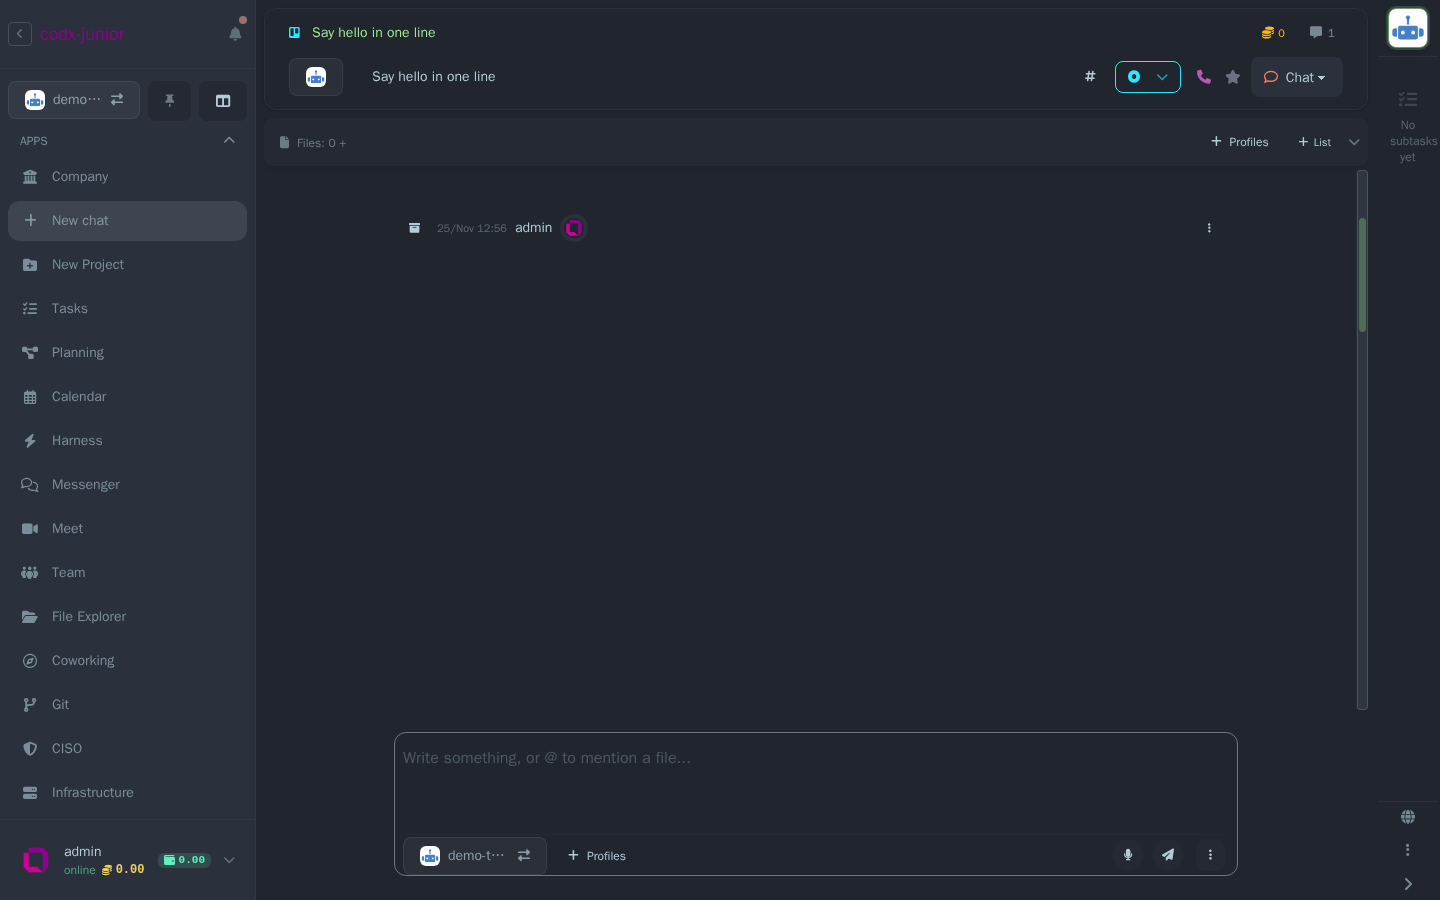 codx-junior
demo···
APPS
Company
New chat
New Project
Tasks
Planning
Calendar
Harness
Messenger
Meet
Team
File Explorer
Coworking
Git
CISO
Infrastructure
admin
online 0.00
0.00
Say hello in one line
0
1
Say hello in one line
#
Chat
Files: 0 +
+ Profiles
+ List
25/Nov 12:56 admin
Write something, or @ to mention a file...
demo-t···
+ Profiles
No
subtasks
yet